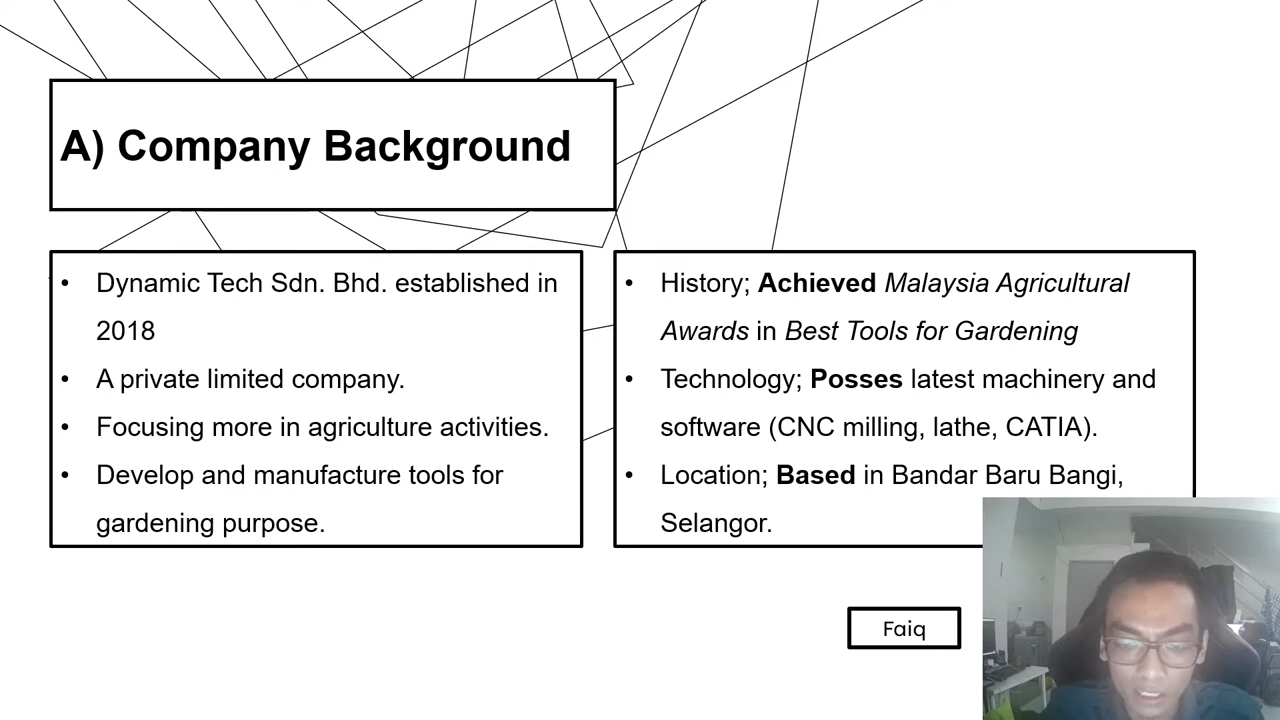 A) Company Background
• Dynamic Tech Sdn. Bhd. established in
2018
• A private limited company.
• Focusing more in agriculture activities.
• Develop and manufacture tools for
gardening purpose.
• History; Achieved Malaysia Agricultural
Awards in Best Tools for Gardening
• Technology; Posses latest machinery and
software (CNC milling, lathe, CATIA).
• Location; Based in Bandar Baru Bangi,
Selangor.
Faiq